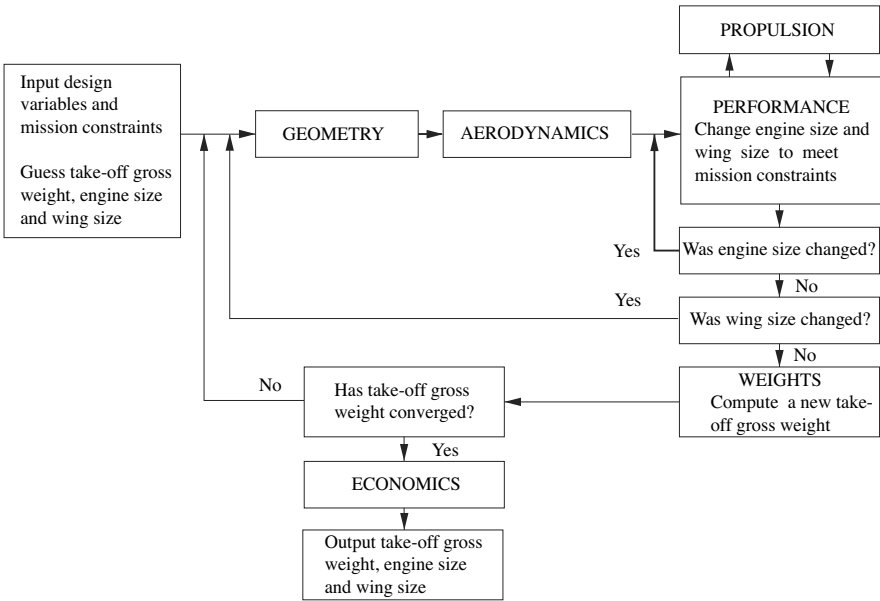 PROPULSION
Input design
variables and
mission constraints
Guess take-off gross
weight, engine size
and wing size
GEOMETRY
AERODYNAMICS
PERFORMANCE
Change engine size and
wing size to meet
mission constraints
Yes
Was engine size changed?
No
Yes
Was wing size changed?
No
WEIGHTS
Compute a new take-
off gross weight
No
Has take-off gross
weight converged?
Yes
ECONOMICS
Output take-off gross
weight, engine size
and wing size